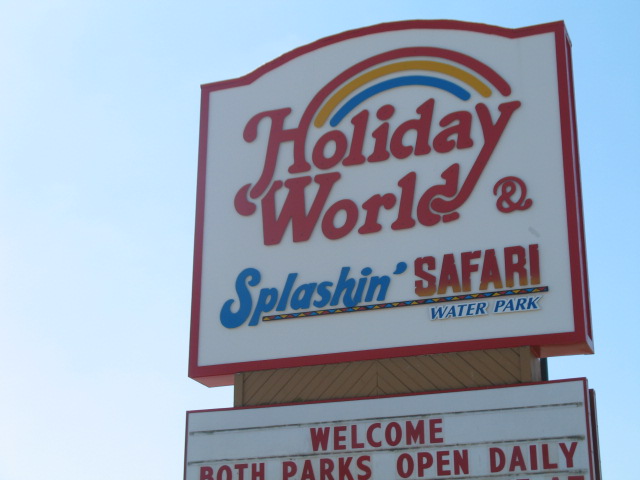 Holiday
World &
Splashin' SAFARI
WATER PARK
WELCOME
BOTH PARKS OPEN DAILY